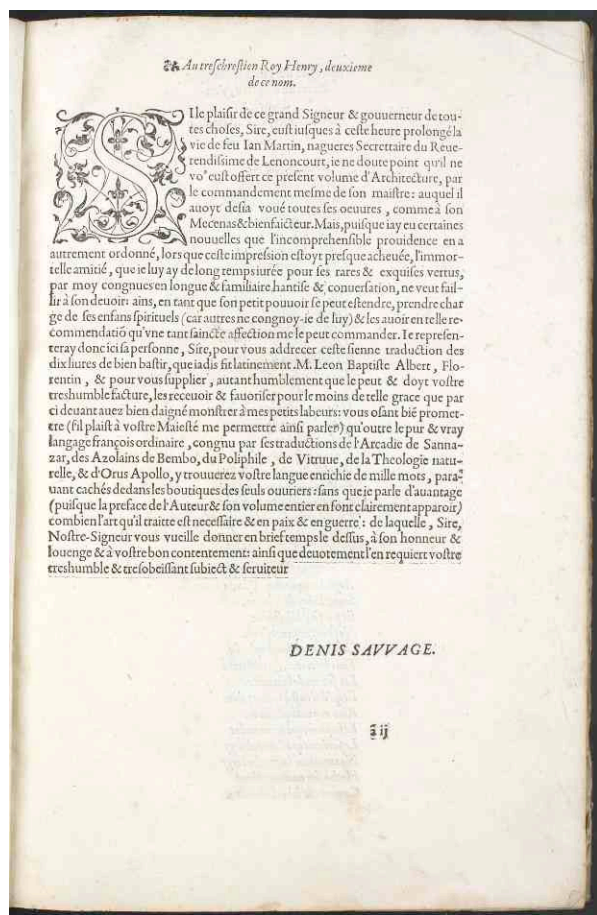 Au treschrestien Roy Henry, deuxieme
de ce nom.
SI le plaisir de ce grand Signeur & gouuerneur de tou-
tes choses, Sire, eust iusques à ceste heure prolongé la
vie de feu Ian Martin, nagueres Secretaire du Reue-
rendissime de Lenoncourt, ie ne doute point qu'il ne
vo⁹ eust offert ce present volume d'Architecture, par
le commandement mesme de son maistre: auquel il
auoyt desia voué toutes ses oeuures, comme à son
Mecenas & bienfaicteur. Mais, puisque iay eu certaines
nouuelles que l'incomprehensible prouidence en a
autrement ordonné, lors que ceste impression estoyt presque acheuée, l'immor-
telle amitié, que ie luy ay de long temps iurée pour ses rares & exquises vertus,
par moy congnues en longue & familiaire hantise & conuersation, ne veut fail-
lir à son deuoir: ains, en tant que son petit pouuoir se peut estendre, prendre char
ge de ses enfans spirituels (car autres ne congnoy-ie de luy) & les auoir en telle re-
commendatiõ qu'vne tant saincte affection me le peut commander. Ie represen-
teray donc ici sa personne, Sire, pour vous addrecer ceste sienne traduction des
dix liures de bien bastir, que iadis fit latinement .M. Leon Baptiste Albert, Flo-
rentin, & pour vous supplier, autant humblement que le peut & doyt vostre
treshumble facture, les receuoir & fauoriser pour le moins de telle grace que par
ci deuant auez bien daigné monstrer à mes petits labeurs: vous osant biẽ promet-
tre (s'il plaist à vostre Maiesté me permettre ainsi parler) qu'outre le pur & vray
langage françois ordinaire, congnu par ses traductions de l'Arcadie de Sanna-
zar, des Azolains de Bembo, du Poliphile, de Vitruue, de la Theologie natu-
relle, & d'Orus Apollo, y trouuerez vostre langue enrichie de mille mots, para-
uant cachés dedans les boutiques des seuls ouuriers: sans que ie parle d'auantage
(puisque la preface de l'Auteur & son volume entier en font clairement apparoir)
combien l'art qu'il traitte est necessaire & en paix & en guerre: de laquelle, Sire,
Nostre-Signeur vous vueille donner en brief temps le dessus, à son honneur &
louenge & à vostre bon contentement: ainsi que deuotement l'en requiert vostre
treshumble & tresobeissant subiect & seruiteur
DENIS SAVVAGE.
ã ij